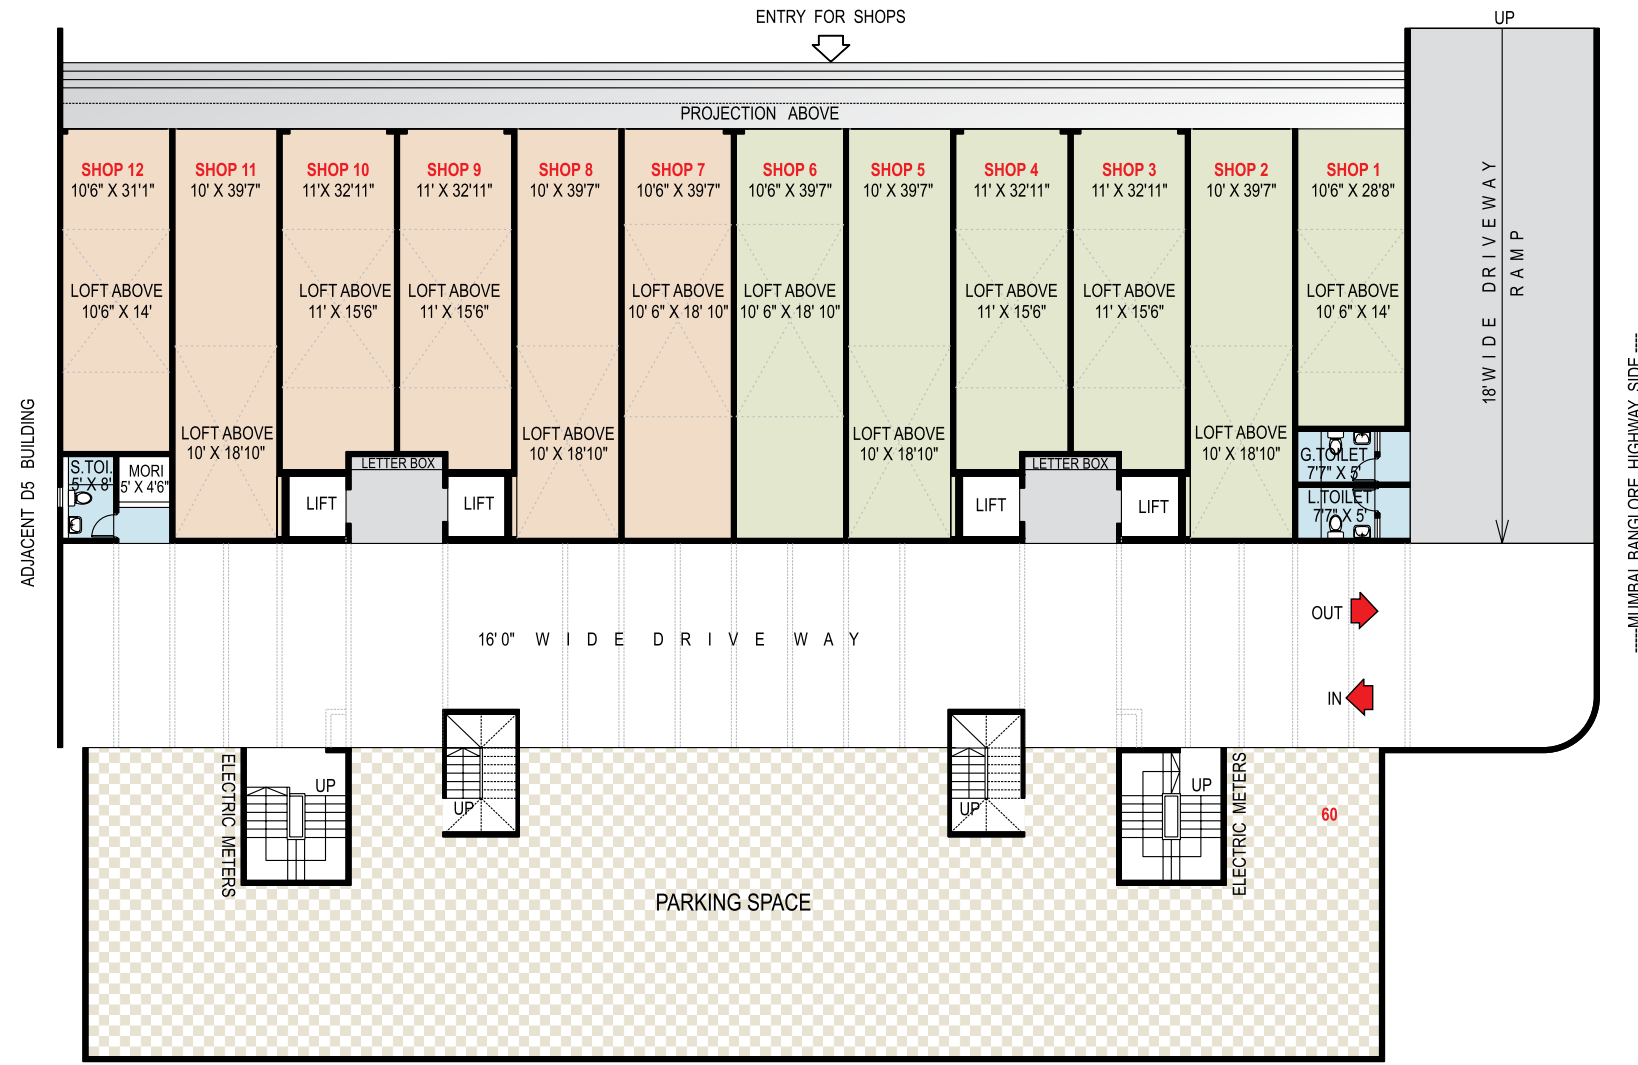 ENTRY FOR SHOPS
UP
PROJECTION ABOVE
SHOP 12
10'6" X 31'1"
SHOP 11
10' X 39'7"
SHOP 10
11'X 32'11"
SHOP 9
11' X 32'11"
SHOP 8
10' X 39'7"
SHOP 7
10'6" X 39'7"
SHOP 6
10'6" X 39'7"
SHOP 5
10' X 39'7"
SHOP 4
11' X 32'11"
SHOP 3
11' X 32'11"
SHOP 2
10' X 39'7"
SHOP 1
10'6" X 28'8"
LOFT ABOVE
10'6" X 14'
LOFT ABOVE
11' X 15'6"
LOFT ABOVE
11' X 15'6"
LOFT ABOVE
10' 6" X 18' 10"
LOFT ABOVE
10' 6" X 18' 10"
LOFT ABOVE
11' X 15'6"
LOFT ABOVE
11' X 15'6"
LOFT ABOVE
10' 6" X 14'
18'WIDE DRIVEWAY
RAMP
LOFT ABOVE
10' X 18'10"
LOFT ABOVE
10' X 18'10"
LOFT ABOVE
10' X 18'10"
LOFT ABOVE
10' X 18'10"
S.TOI.
5' X 8'
MORI
5' X 4'6"
LETTER BOX
LIFT
LIFT
LETTER BOX
LIFT
LIFT
G.TOILET
7'7" X 5'
L.TOILET
7'7" X 5'
ADJACENT D5 BUILDING
-----MUMBAI BANGLORE HIGHWAY SIDE ----
16' 0" WIDE DRIVE WAY
OUT
IN
ELECTRIC METERS
UP
UP
UP
UP
ELECTRIC METERS
60
PARKING SPACE